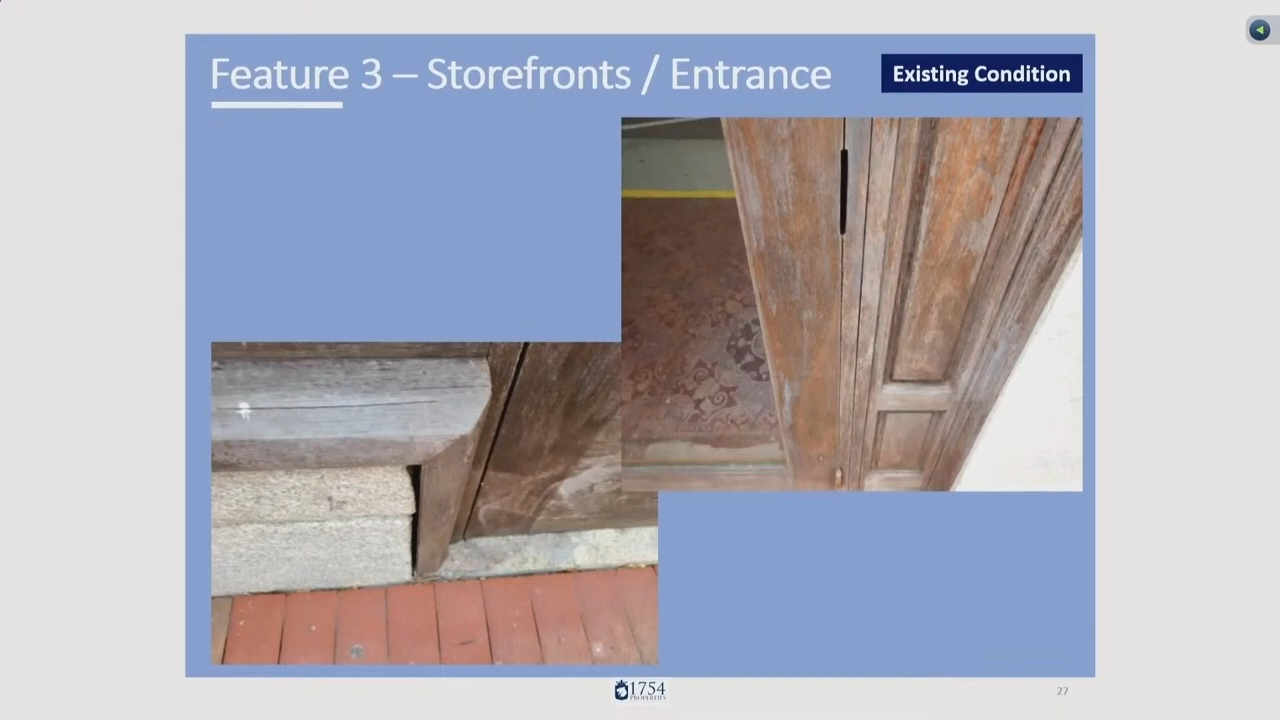 Feature 3 – Storefronts / Entrance
Existing Condition
1754
PROPERTIES
27